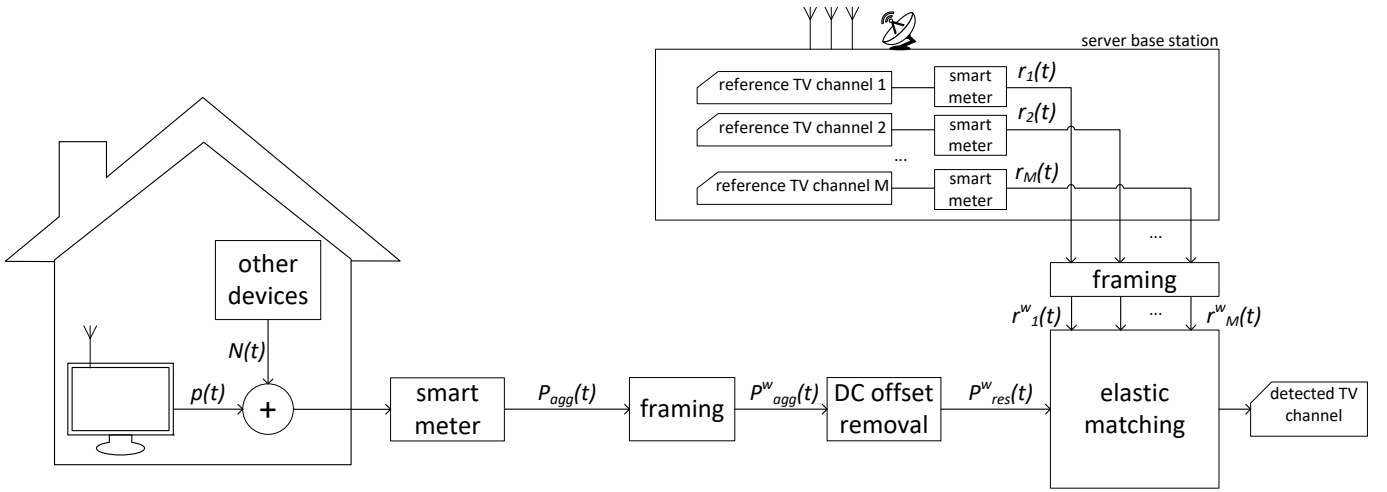 server base station
reference TV channel 1
smart
meter
r1(t)
reference TV channel 2
smart
meter
r2(t)
...
reference TV channel M
smart
meter
rM(t)
...
framing
rw1(t)
...
rwM(t)
other
devices
N(t)
p(t)
+
smart
meter
Pagg(t)
framing
Pwagg(t)
DC offset
removal
Pwres(t)
elastic
matching
detected TV
channel